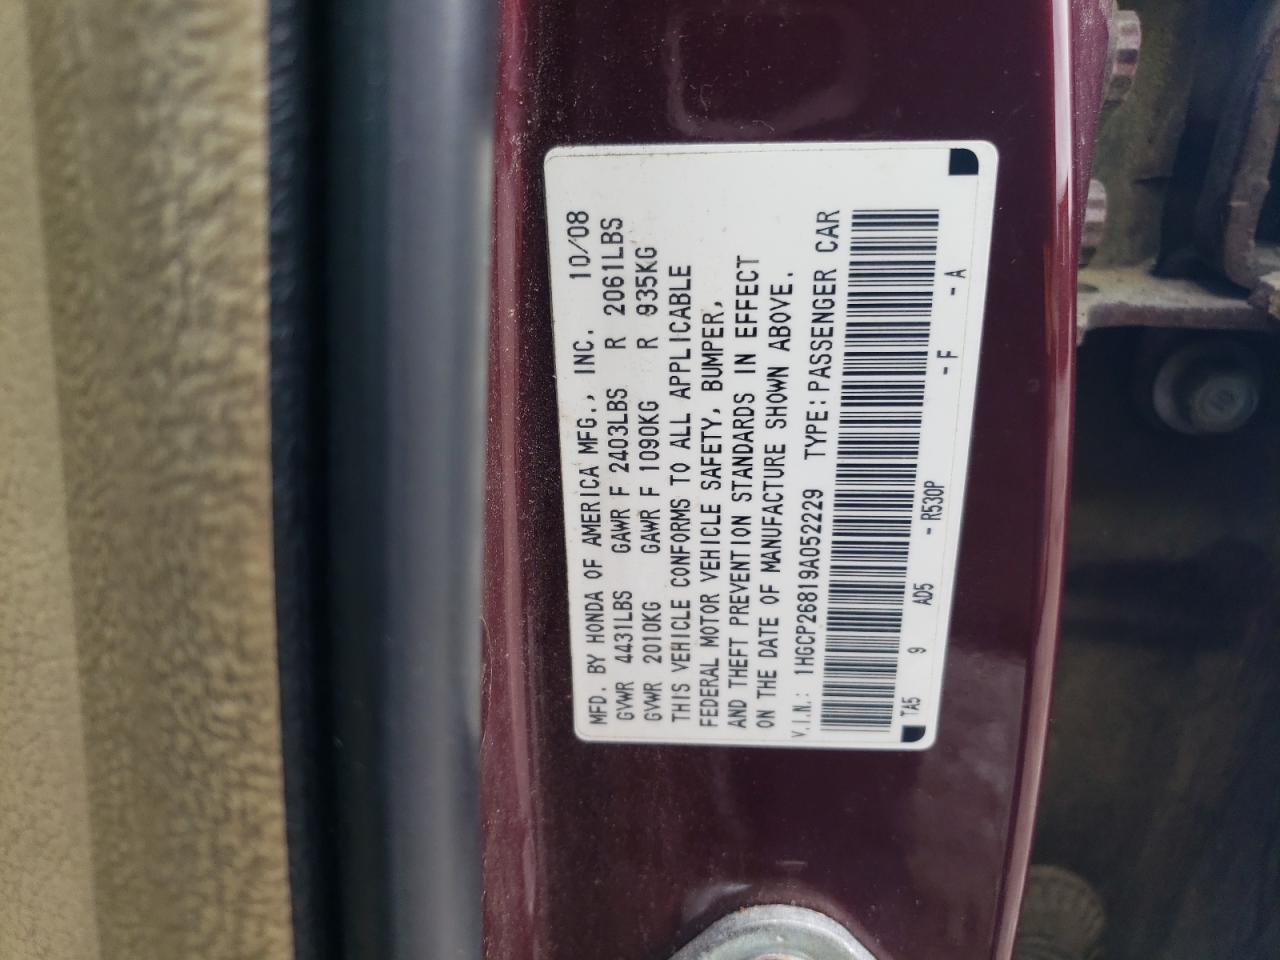 MFD. BY HONDA OF AMERICA MFG., INC. 10/08
GVWR 4431LBS GAWR F 2403LBS R 2061LBS
GVWR 2010KG GAWR F 1090KG R 935KG
THIS VEHICLE CONFORMS TO ALL APPLICABLE
FEDERAL MOTOR VEHICLE SAFETY, BUMPER,
AND THEFT PREVENTION STANDARDS IN EFFECT
ON THE DATE OF MANUFACTURE SHOWN ABOVE.
V.I.N.: 1HGCP26819A052229 TYPE:PASSENGER CAR
TA5 9 AD5 - R530P - F - A